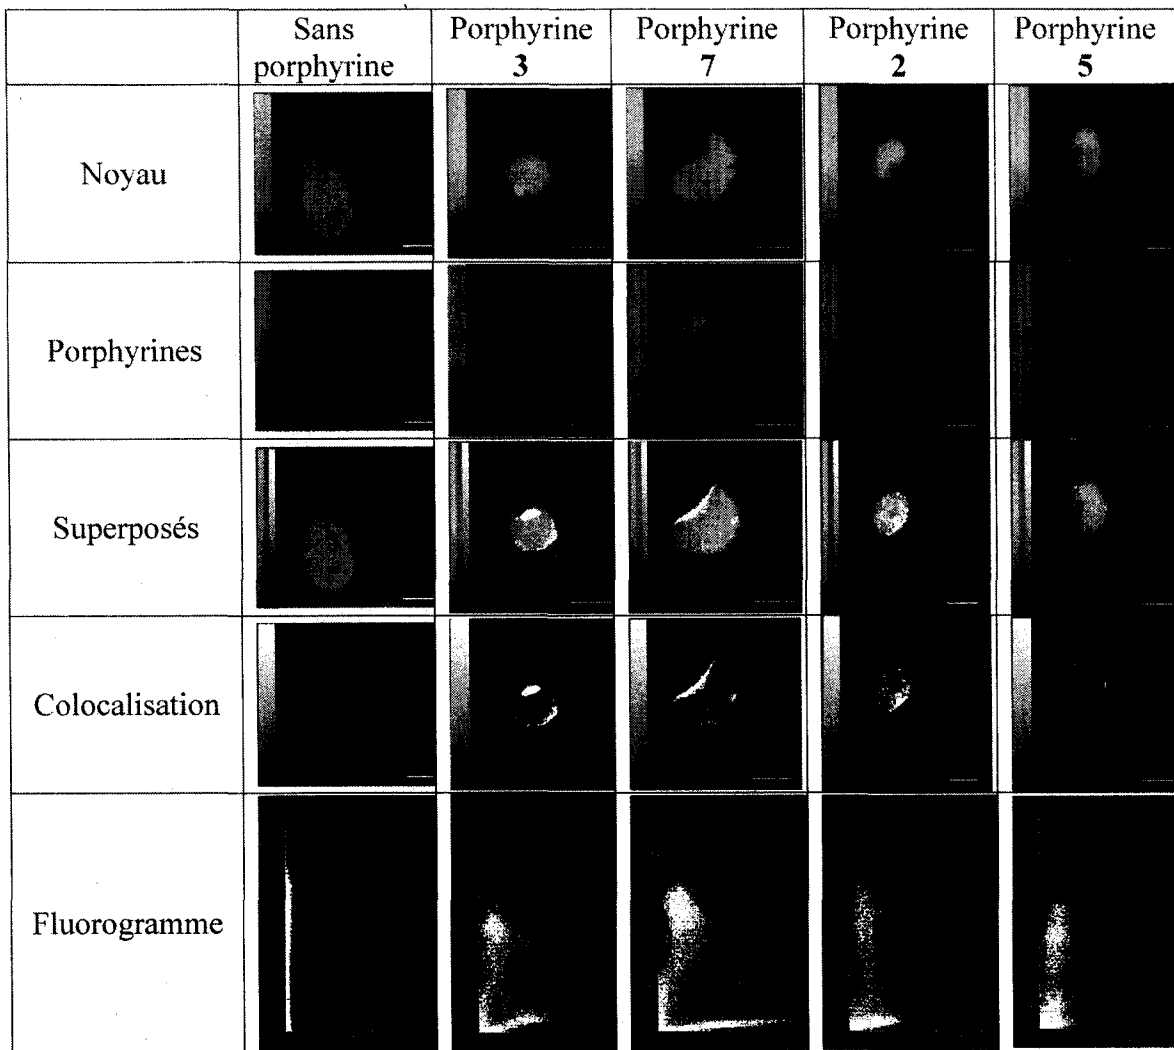 Sans porphyrine
Porphyrine 3
Porphyrine 7
Porphyrine 2
Porphyrine 5
Noyau
Porphyrines
Superposés
Colocalisation
Fluorogramme